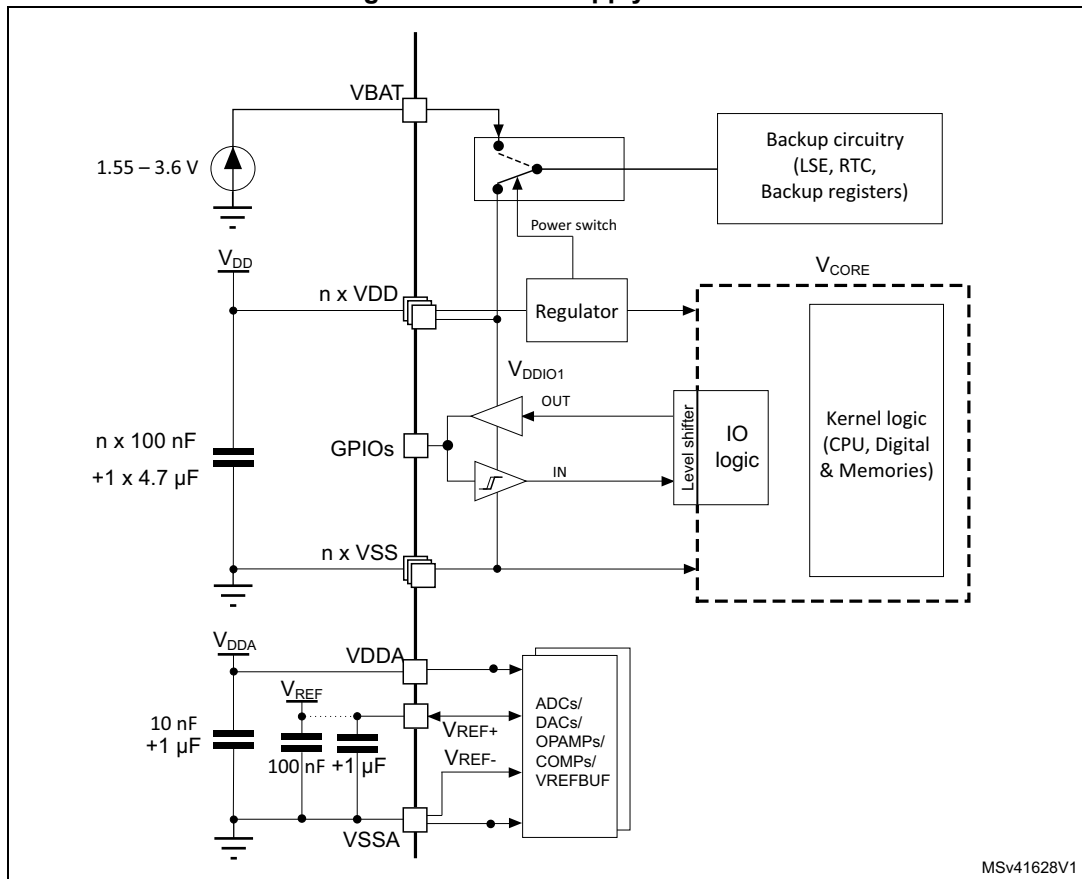 VBAT
1.55 – 3.6 V
Backup circuitry
(LSE, RTC,
Backup registers)
Power switch
VDD
n x VDD
Regulator
VCORE
VDDIO1
OUT
n x 100 nF
+1 x 4.7 µF
GPIOs
IN
Level shifter
IO
logic
Kernel logic
(CPU, Digital
& Memories)
n x VSS
VDDA
VDDA
VREF
10 nF
+1 µF
100 nF
+1 µF
VREF+
VREF-
ADCs/
DACs/
OPAMPs/
COMPs/
VREFBUF
VSSA
MSv41628V1